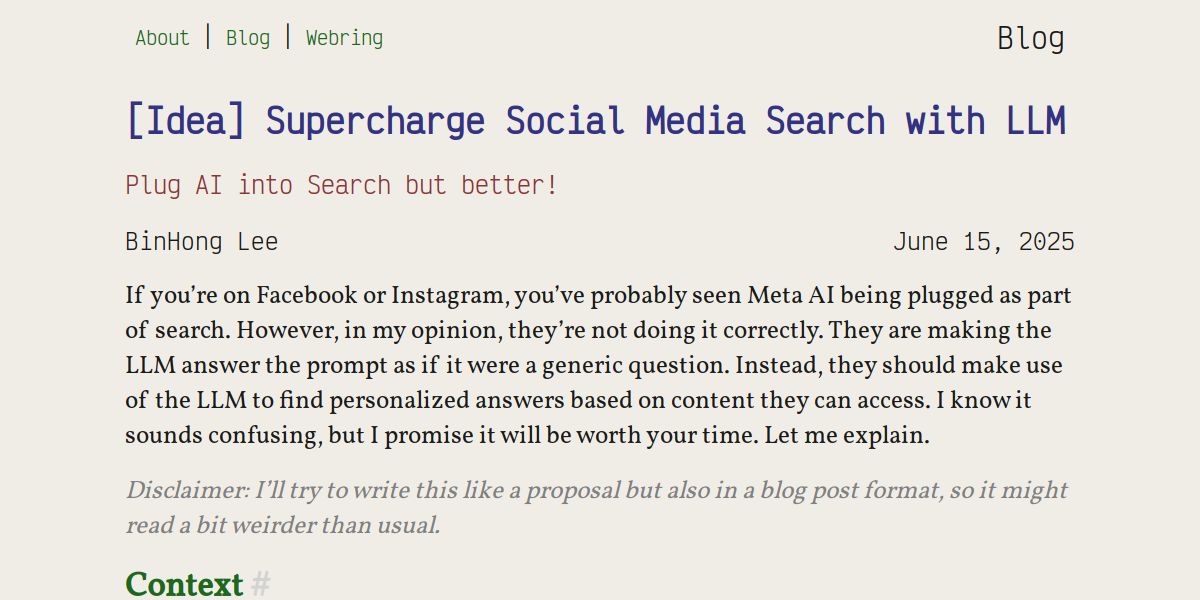 About | Blog | Webring
Blog
[Idea] Supercharge Social Media Search with LLM
Plug AI into Search but better!
BinHong Lee
June 15, 2025
If you’re on Facebook or Instagram, you’ve probably seen Meta AI being plugged as part
of search. However, in my opinion, they’re not doing it correctly. They are making the
LLM answer the prompt as if it were a generic question. Instead, they should make use
of the LLM to find personalized answers based on content they can access. I know it
sounds confusing, but I promise it will be worth your time. Let me explain.
Disclaimer: I’ll try to write this like a proposal but also in a blog post format, so it might
read a bit weirder than usual.
Context #